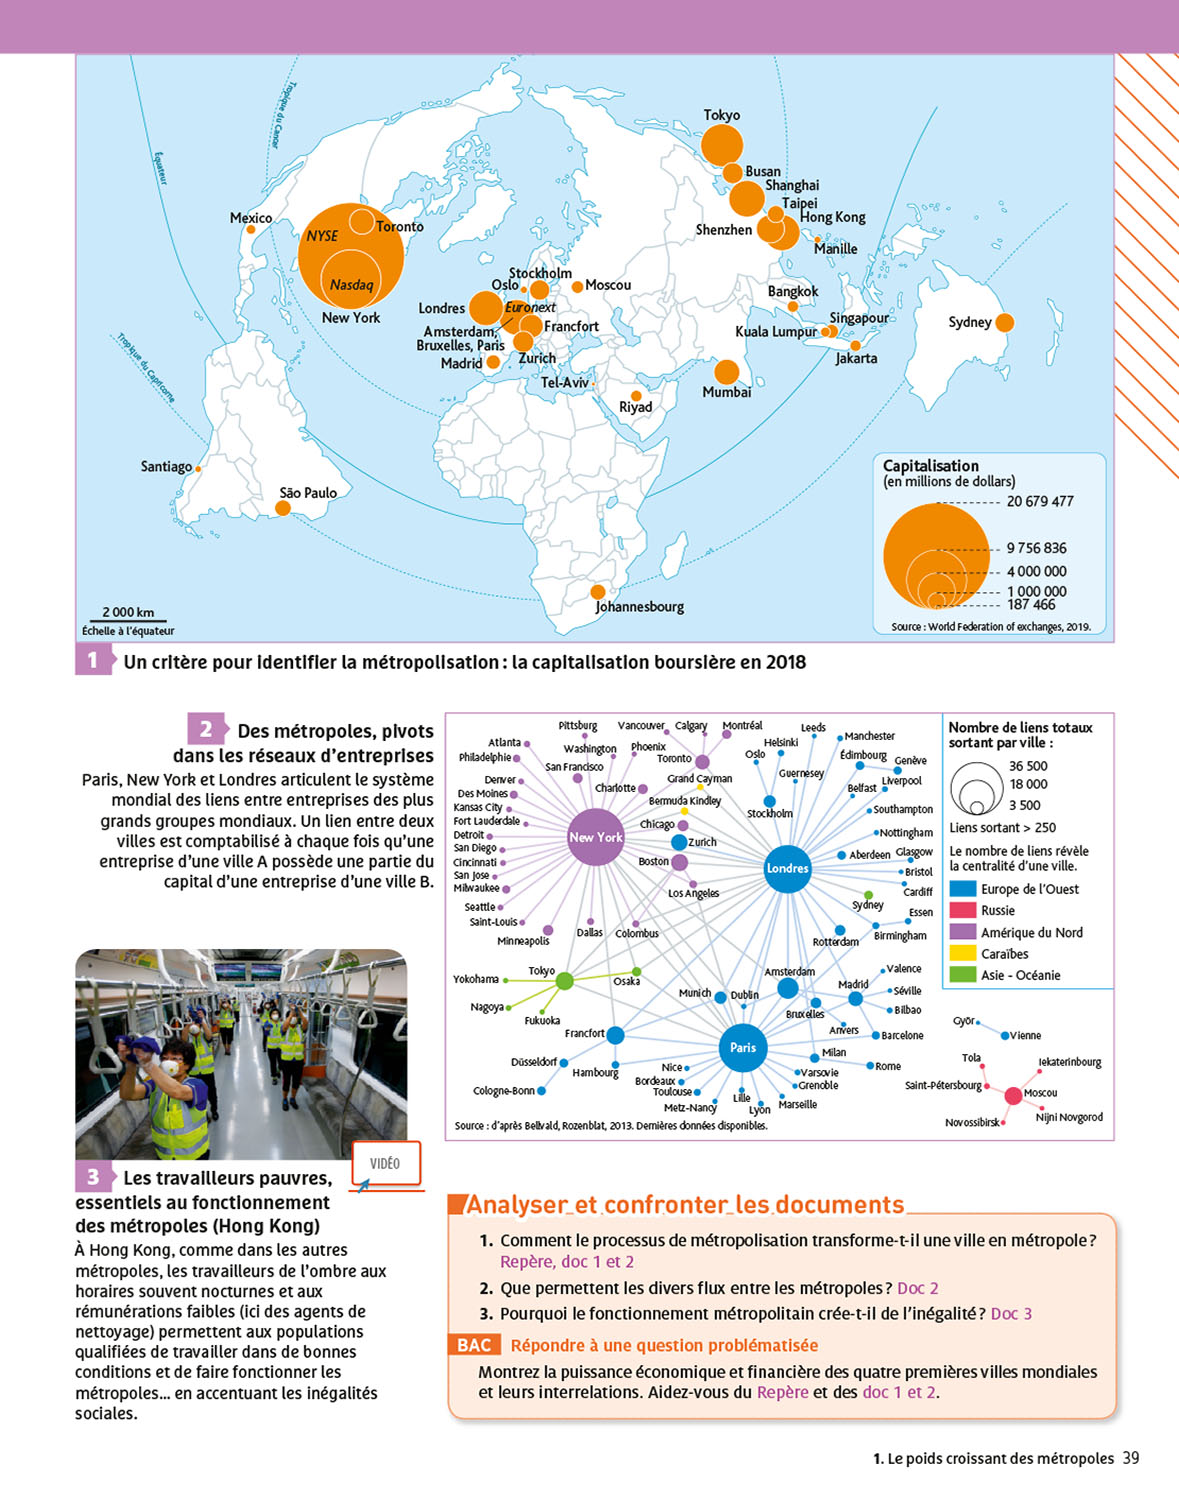 Tropique du Cancer
Équateur
Tropique du Capricorne
Tokyo
Busan
Shanghai
Taipei
Hong Kong
Shenzhen
Manille
Mexico
Toronto
NYSE
Nasdaq
New York
Stockholm
Oslo
Moscou
Londres
Euronext
Amsterdam,
Bruxelles, Paris
Francfort
Zurich
Madrid
Tel-Aviv
Riyad
Bangkok
Singapour
Kuala Lumpur
Jakarta
Sydney
Mumbai
Santiago
São Paulo
Johannesbourg
2 000 km
Échelle à l'équateur
Capitalisation
(en millions de dollars)
20 679 477
9 756 836
4 000 000
1 000 000
187 466
Source : World Federation of exchanges, 2019.
1 Un critère pour identifier la métropolisation : la capitalisation boursière en 2018
2 Des métropoles, pivots
dans les réseaux d'entreprises
Paris, New York et Londres articulent le système
mondial des liens entre entreprises des plus
grands groupes mondiaux. Un lien entre deux
villes est comptabilisé à chaque fois qu'une
entreprise d'une ville A possède une partie du
capital d'une entreprise d'une ville B.
Pittsburg
Vancouver
Calgary
Montréal
Atlanta
Washington
Phoenix
Philadelphie
San Francisco
Toronto
Denver
Charlotte
Grand Cayman
Des Moines
Bermuda Kindley
Kansas City
Fort Lauderdale
Chicago
New York
Detroit
Zurich
San Diego
Cincinnati
Boston
San Jose
Milwaukee
Los Angeles
Seattle
Saint-Louis
Minneapolis
Dallas
Colombus
Leeds
Manchester
Helsinki
Oslo
Édimbourg
Genève
Guernesey
Liverpool
Belfast
Stockholm
Southampton
Nottingham
Aberdeen
Glasgow
Londres
Bristol
Cardiff
Sydney
Essen
Rotterdam
Birmingham
Tokyo
Yokohama
Osaka
Nagoya
Fukuoka
Amsterdam
Munich
Dublin
Bruxelles
Madrid
Valence
Séville
Bilbao
Anvers
Barcelone
Francfort
Paris
Düsseldorf
Hambourg
Cologne-Bonn
Nice
Bordeaux
Toulouse
Metz-Nancy
Lille
Lyon
Marseille
Grenoble
Varsovie
Milan
Rome
Györ
Vienne
Tola
Iekaterinbourg
Saint-Pétersbourg
Moscou
Novossibirsk
Nijni Novgorod
Source : d'après Bellvald, Rozenblat, 2013. Dernières données disponibles.
Nombre de liens totaux
sortant par ville :
36 500
18 000
3 500
Liens sortant > 250
Le nombre de liens révèle
la centralité d'une ville.
Europe de l'Ouest
Russie
Amérique du Nord
Caraïbes
Asie - Océanie
VIDÉO
3 Les travailleurs pauvres,
essentiels au fonctionnement
des métropoles (Hong Kong)
À Hong Kong, comme dans les autres
métropoles, les travailleurs de l'ombre aux
horaires souvent nocturnes et aux
rémunérations faibles (ici des agents de
nettoyage) permettent aux populations
qualifiées de travailler dans de bonnes
conditions et de faire fonctionner les
métropoles... en accentuant les inégalités
sociales.
Analyser et confronter les documents
1. Comment le processus de métropolisation transforme-t-il une ville en métropole ?
Repère, doc 1 et 2
2. Que permettent les divers flux entre les métropoles ? Doc 2
3. Pourquoi le fonctionnement métropolitain crée-t-il de l'inégalité ? Doc 3
BAC Répondre à une question problématisée
Montrez la puissance économique et financière des quatre premières villes mondiales
et leurs interrelations. Aidez-vous du Repère et des doc 1 et 2.
1. Le poids croissant des métropoles 39